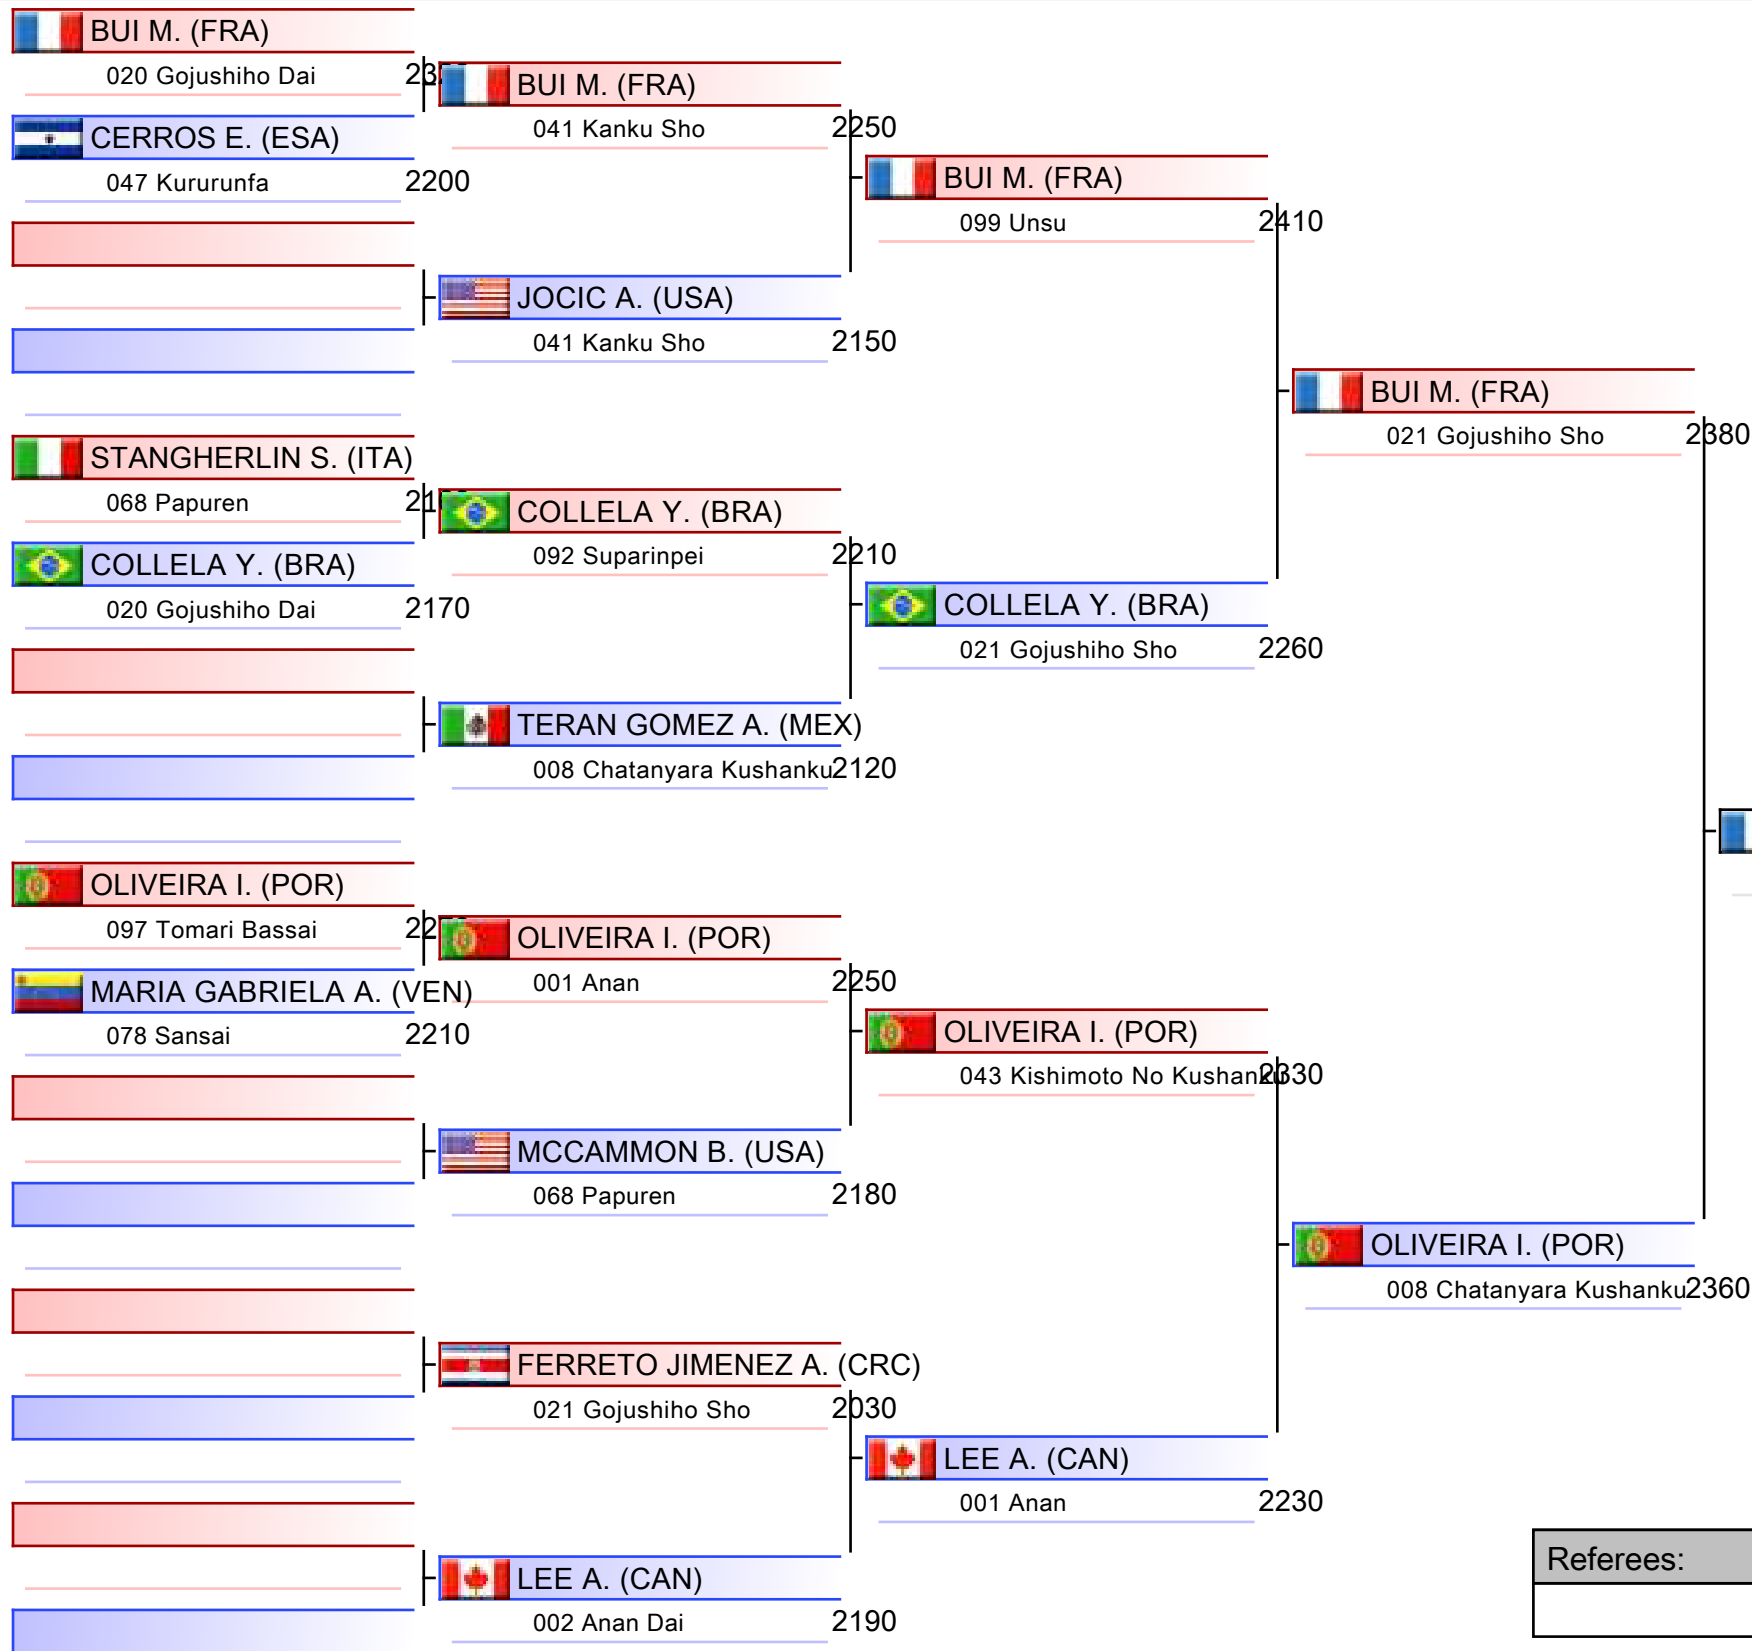 BUI M. (FRA)
020 Gojushiho Dai
CERROS E. (ESA)
047 Kururunfa 2200
STANGHERLIN S. (ITA)
068 Papuren
COLLELA Y. (BRA)
020 Gojushiho Dai 2170
OLIVEIRA I. (POR)
097 Tomari Bassai
MARIA GABRIELA A. (VEN)
078 Sansai 2210
BUI M. (FRA)
041 Kanku Sho 2250
JOCIC A. (USA)
041 Kanku Sho 2150
COLLELA Y. (BRA)
092 Suparinpei 2210
TERAN GOMEZ A. (MEX)
008 Chatanyara Kushanku 2120
OLIVEIRA I. (POR)
001 Anan 2250
MCCAMMON B. (USA)
068 Papuren 2180
FERRETO JIMENEZ A. (CRC)
021 Gojushiho Sho 2030
LEE A. (CAN)
002 Anan Dai 2190
BUI M. (FRA)
099 Unsu 2410
COLLELA Y. (BRA)
021 Gojushiho Sho 2260
OLIVEIRA I. (POR)
043 Kishimoto No Kushanku 2330
LEE A. (CAN)
001 Anan 2230
BUI M. (FRA)
021 Gojushiho Sho 2380
OLIVEIRA I. (POR)
008 Chatanyara Kushanku 2360
Referees: